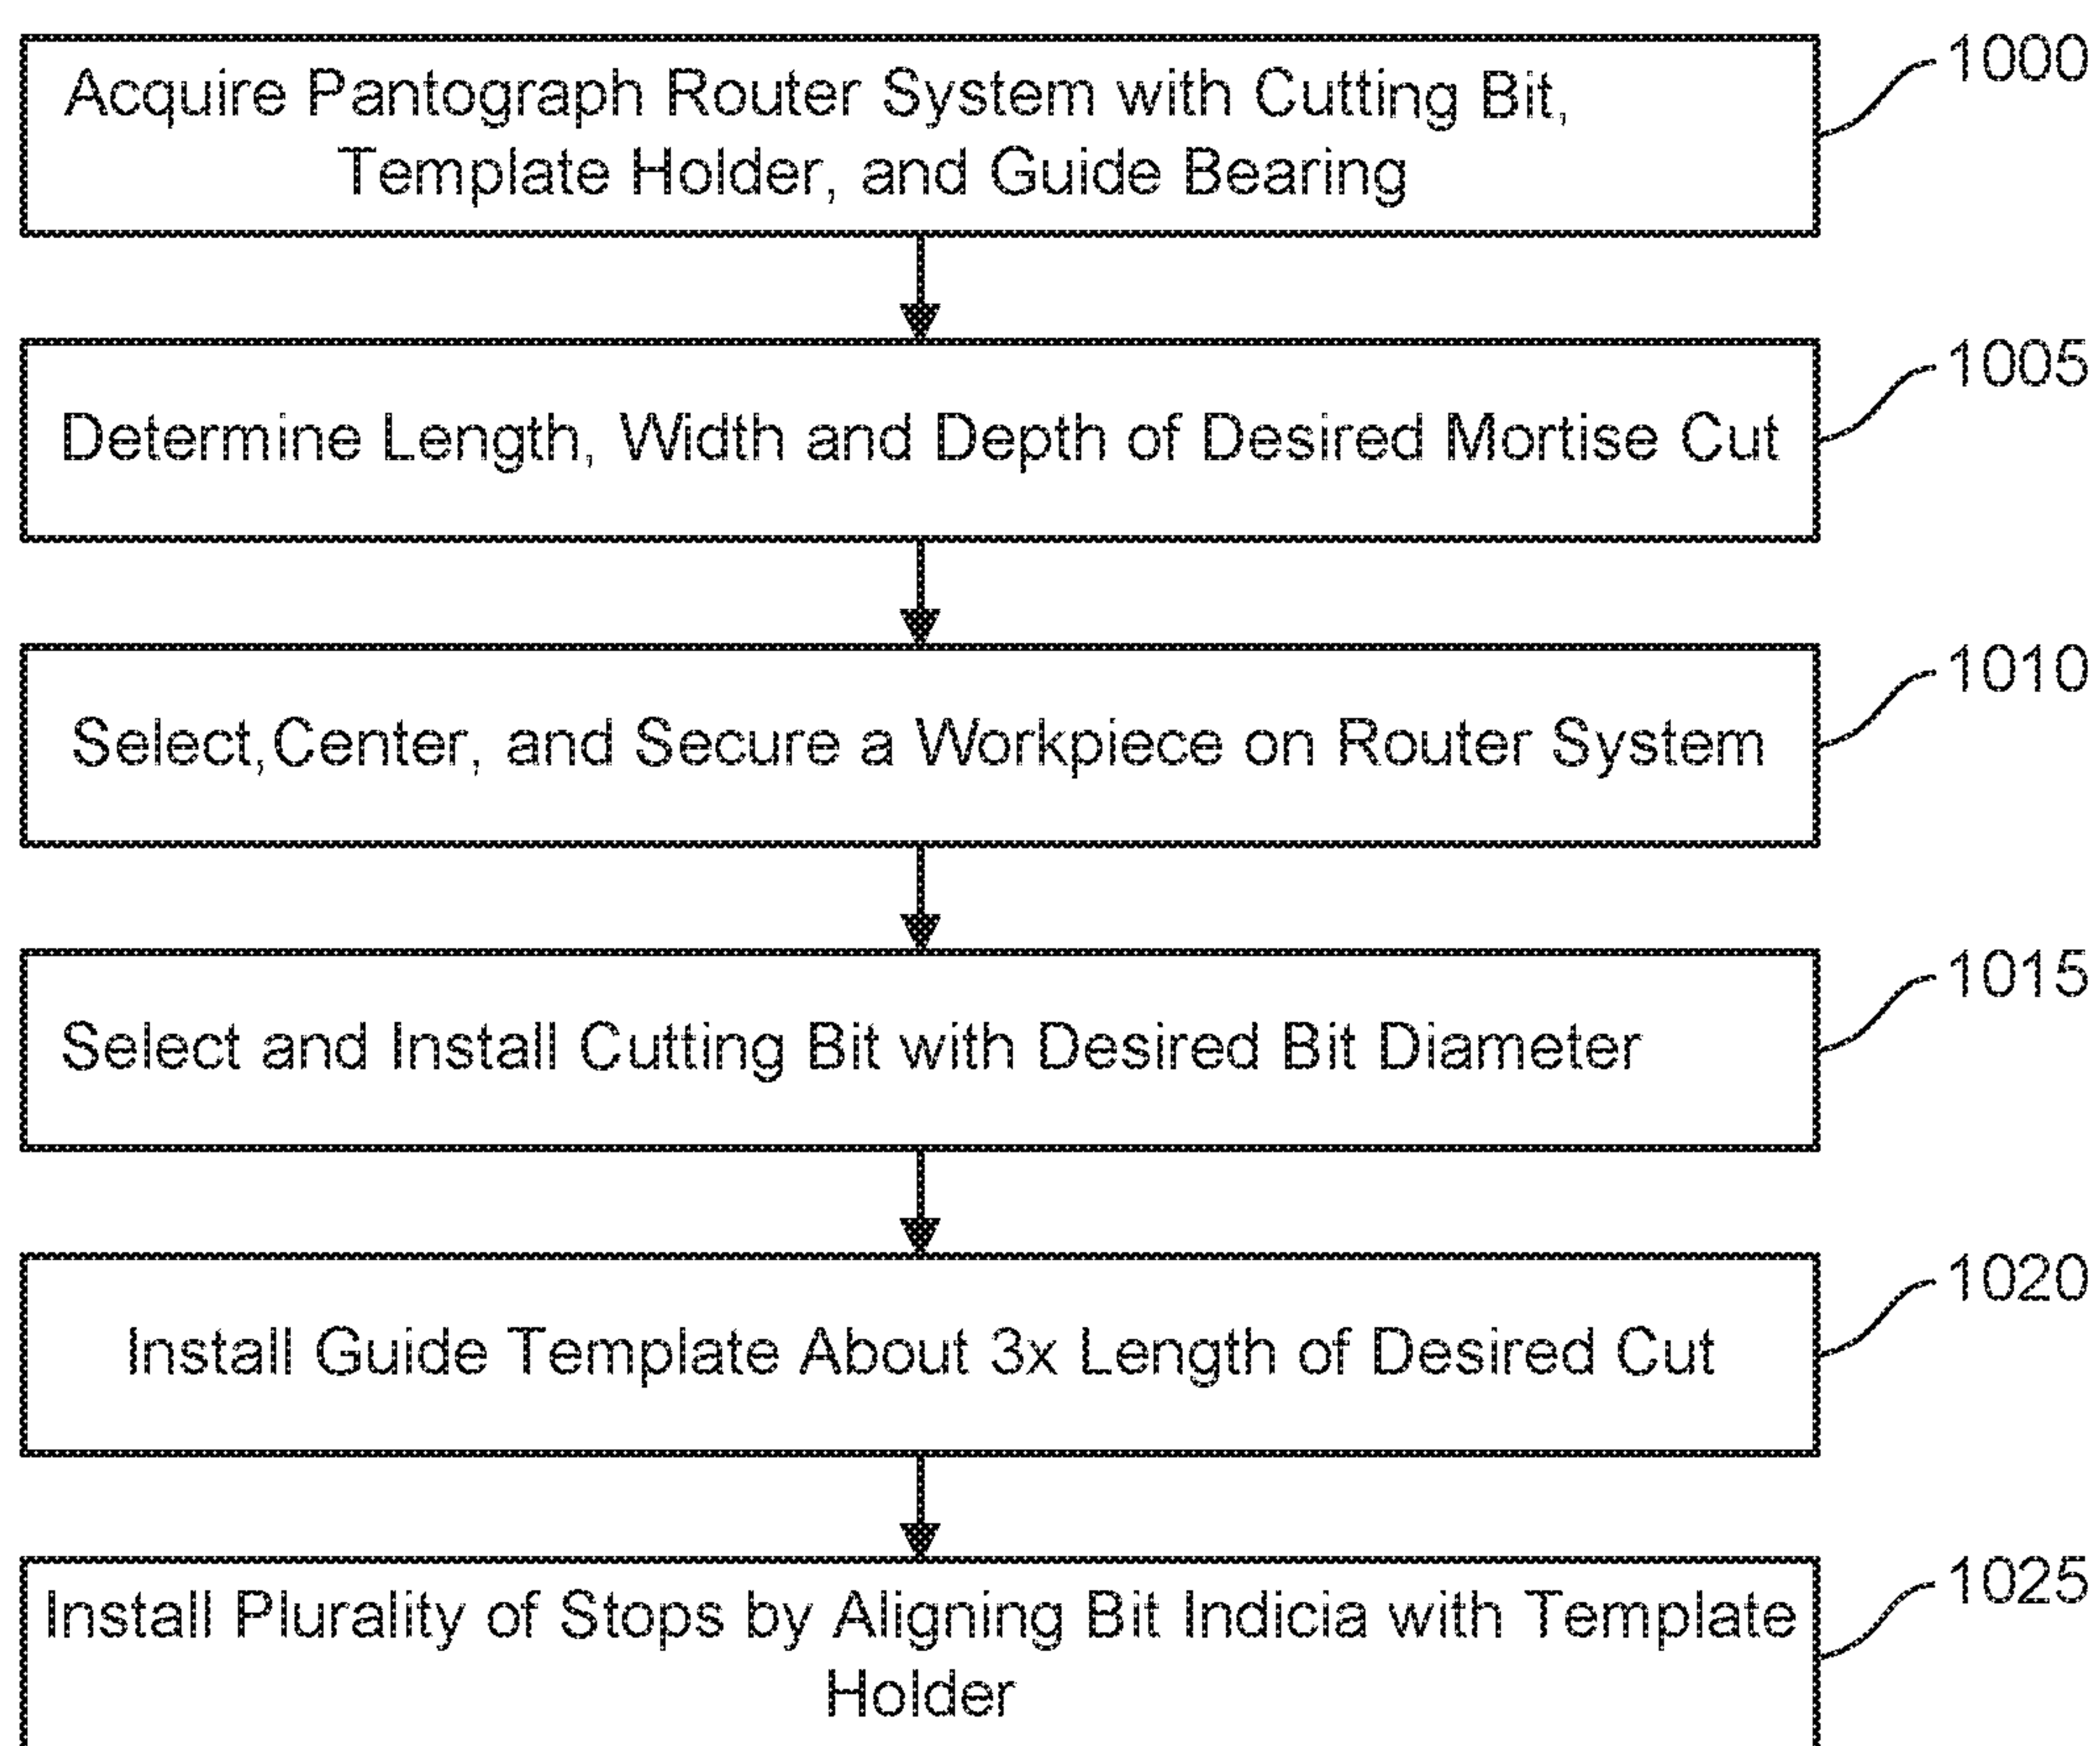 Acquire Pantograph Router System with Cutting Bit,
Template Holder, and Guide Bearing
1000
Determine Length, Width and Depth of Desired Mortise Cut
1005
Select,Center, and Secure a Workpiece on Router System
1010
Select and Install Cutting Bit with Desired Bit Diameter
1015
Install Guide Template About 3x Length of Desired Cut
1020
Install Plurality of Stops by Aligning Bit Indicia with Template
Holder
1025